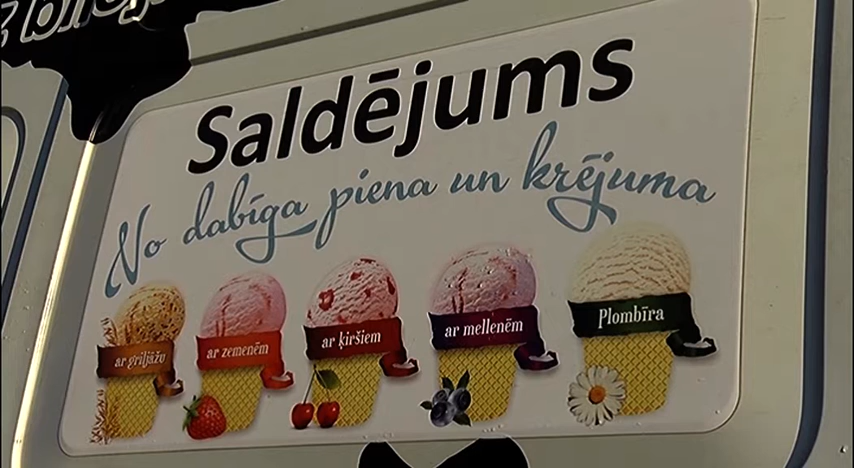 Saldējums
No dabīga piena un krējuma
ar griljāžu
ar zemenēm
ar ķiršiem
ar mellenēm
Plombīra